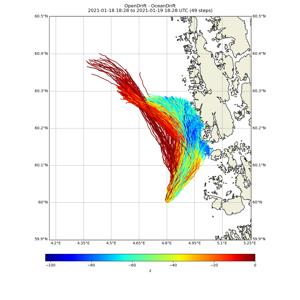 OpenDrift - OceanDrift
2021-01-18 18:28 to 2021-01-19 18:28 UTC (49 steps)
60.5°N 60.5°N
60.4°N 60.4°N
60.3°N 60.3°N
60.2°N 60.2°N
60.1°N 60.1°N
60°N 60°N
59.9°N 59.9°N
4.2°E 4.35°E 4.5°E 4.65°E 4.8°E 4.95°E 5.1°E 5.25°E
−100 −80 −60 −40 −20 0
z